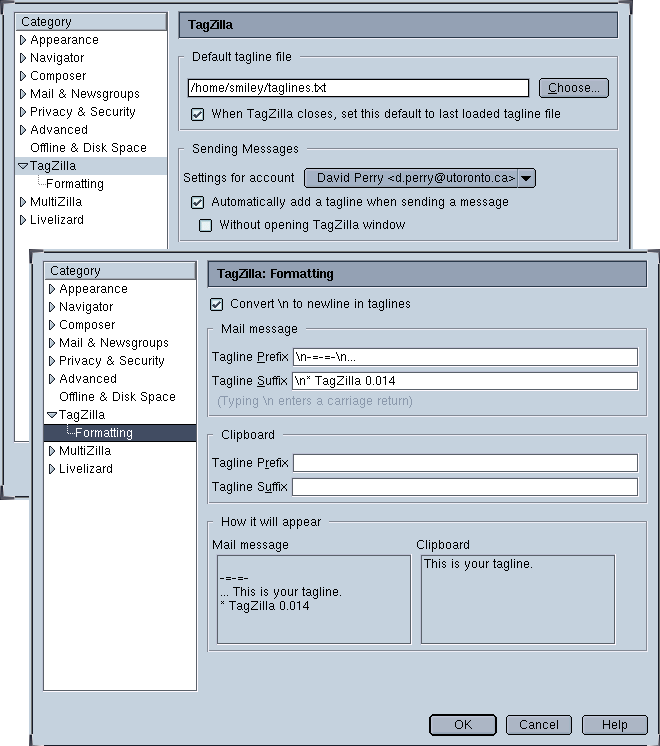 Category
Appearance
Navigator
Composer
Mail & Newsgroups
Privacy & Security
Advanced
Offline & Disk Space
TagZilla
Formatting
MultiZilla
Livelizard
TagZilla
Default tagline file
/home/smiley/taglines.txt
Choose...
When TagZilla closes, set this default to last loaded tagline file
Sending Messages
Settings for account
David Perry <d.perry@utoronto.ca>
Automatically add a tagline when sending a message
Without opening TagZilla window
Category
Appearance
Navigator
Composer
Mail & Newsgroups
Privacy & Security
Advanced
Offline & Disk Space
TagZilla
Formatting
MultiZilla
Livelizard
TagZilla: Formatting
Convert \n to newline in taglines
Mail message
Tagline Prefix
\n-=-=-\n...
Tagline Suffix
\n* TagZilla 0.014
(Typing \n enters a carriage return)
Clipboard
Tagline Prefix
Tagline Suffix
How it will appear
Mail message
-=-=-
... This is your tagline.
* TagZilla 0.014
Clipboard
This is your tagline.
OK
Cancel
Help